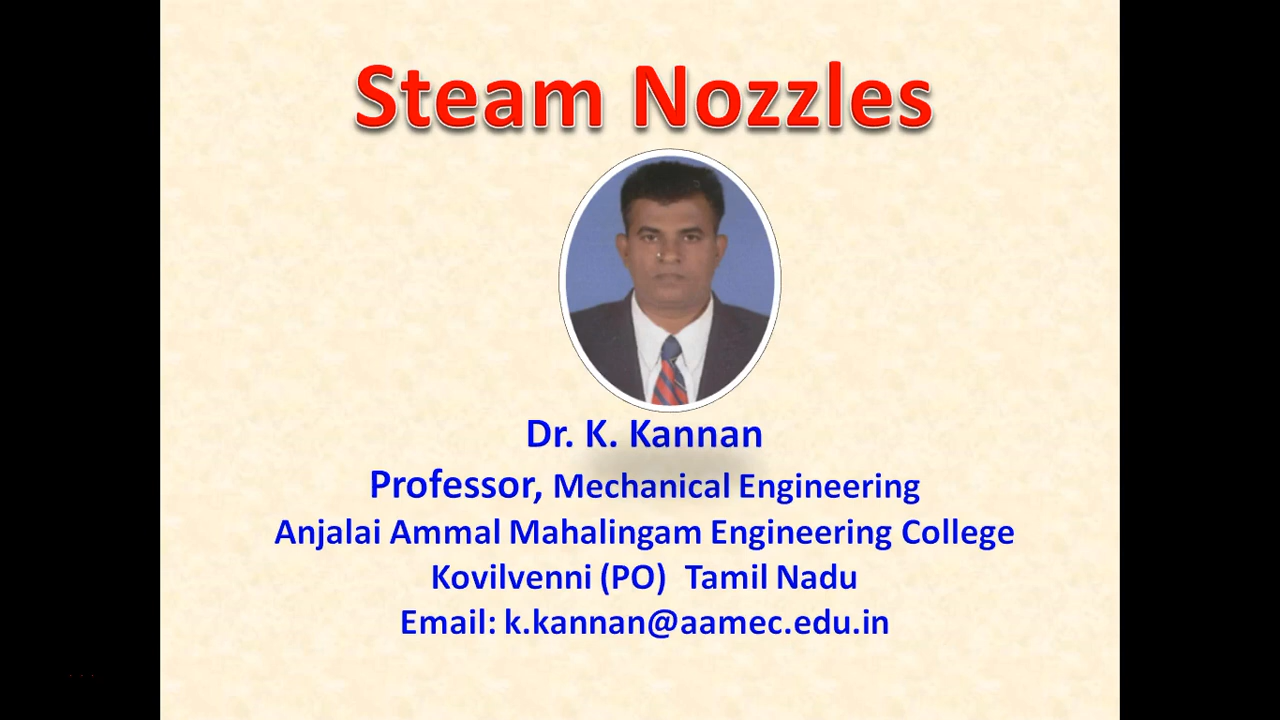 Steam Nozzles
Dr. K. Kannan
Professor, Mechanical Engineering
Anjalai Ammal Mahalingam Engineering College
Kovilvenni (PO) Tamil Nadu
Email: k.kannan@aamec.edu.in